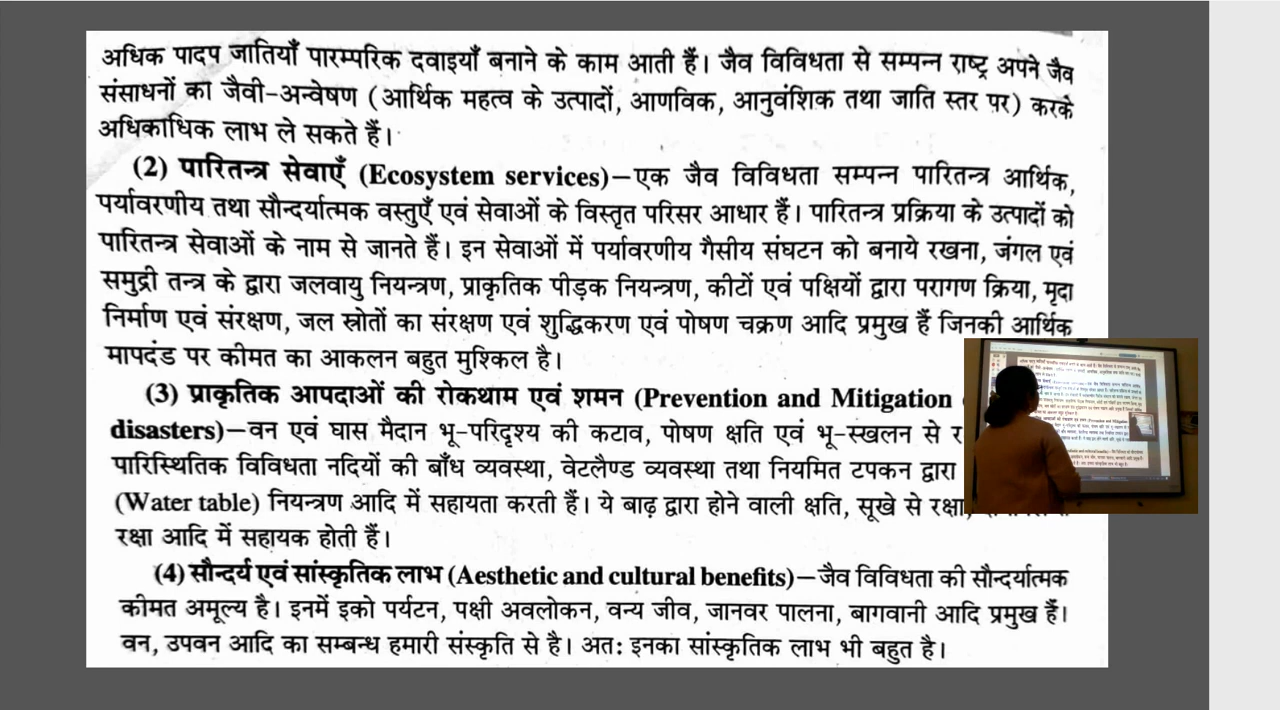 अधिक पादप जातियाँ पारम्परिक दवाइयाँ बनाने के काम आती हैं। जैव विविधता से सम्पन्न राष्ट्र अपने जैव
संसाधनों का जैवी-अन्वेषण (आर्थिक महत्व के उत्पादों, आणविक, आनुवंशिक तथा जाति स्तर पर) करके
अधिकाधिक लाभ ले सकते हैं।
(2) पारितन्त्र सेवाएँ (Ecosystem services)—एक जैव विविधता सम्पन्न पारितन्त्र आर्थिक,
पर्यावरणीय तथा सौन्दर्यात्मक वस्तुएँ एवं सेवाओं के विस्तृत परिसर आधार हैं। पारितन्त्र प्रक्रिया के उत्पादों को
पारितन्त्र सेवाओं के नाम से जानते हैं। इन सेवाओं में पर्यावरणीय गैसीय संघटन को बनाये रखना, जंगल एवं
समुद्री तन्त्र के द्वारा जलवायु नियन्त्रण, प्राकृतिक पीड़क नियन्त्रण, कीटों एवं पक्षियों द्वारा परागण क्रिया, मृदा
निर्माण एवं संरक्षण, जल स्रोतों का संरक्षण एवं शुद्धिकरण एवं पोषण चक्रण आदि प्रमुख हैं जिनकी आर्थिक
मापदंड पर कीमत का आकलन बहुत मुश्किल है।
(3) प्राकृतिक आपदाओं की रोकथाम एवं शमन (Prevention and Mitigation
disasters)—वन एवं घास मैदान भू-परिदृश्य की कटाव, पोषण क्षति एवं भू-स्खलन से
पारिस्थितिक विविधता नदियों की बाँध व्यवस्था, वेटलैण्ड व्यवस्था तथा नियमित टपकन द्वारा
(Water table) नियन्त्रण आदि में सहायता करती हैं। ये बाढ़ द्वारा होने वाली क्षति, सूखे से रक्षा,
रक्षा आदि में सहायक होती हैं।
(4) सौन्दर्य एवं सांस्कृतिक लाभ (Aesthetic and cultural benefits)—जैव विविधता की सौन्दर्यात्मक
कीमत अमूल्य है। इनमें इको पर्यटन, पक्षी अवलोकन, वन्य जीव, जानवर पालना, बागवानी आदि प्रमुख हैं।
वन, उपवन आदि का सम्बन्ध हमारी संस्कृति से है। अत: इनका सांस्कृतिक लाभ भी बहुत है।